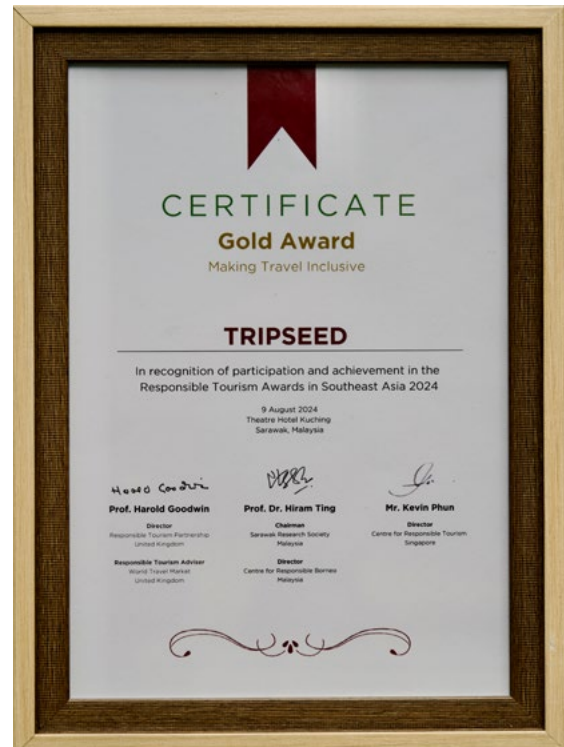 CERTIFICATE
Gold Award
Making Travel Inclusive
TRIPSEED
In recognition of participation and achievement in the
Responsible Tourism Awards in Southeast Asia 2024
9 August 2024
Theatre Hotel Kuching
Sarawak, Malaysia
Harold Goodwin
Prof. Harold Goodwin
Director
Responsible Tourism Partnership
United Kingdom
Responsible Tourism Adviser
World Travel Market
United Kingdom
Prof. Dr. Hiram Ting
Chairman
Sarawak Research Society
Malaysia
Director
Centre for Responsible Borneo
Malaysia
Mr. Kevin Phun
Director
Centre for Responsible Tourism
Singapore